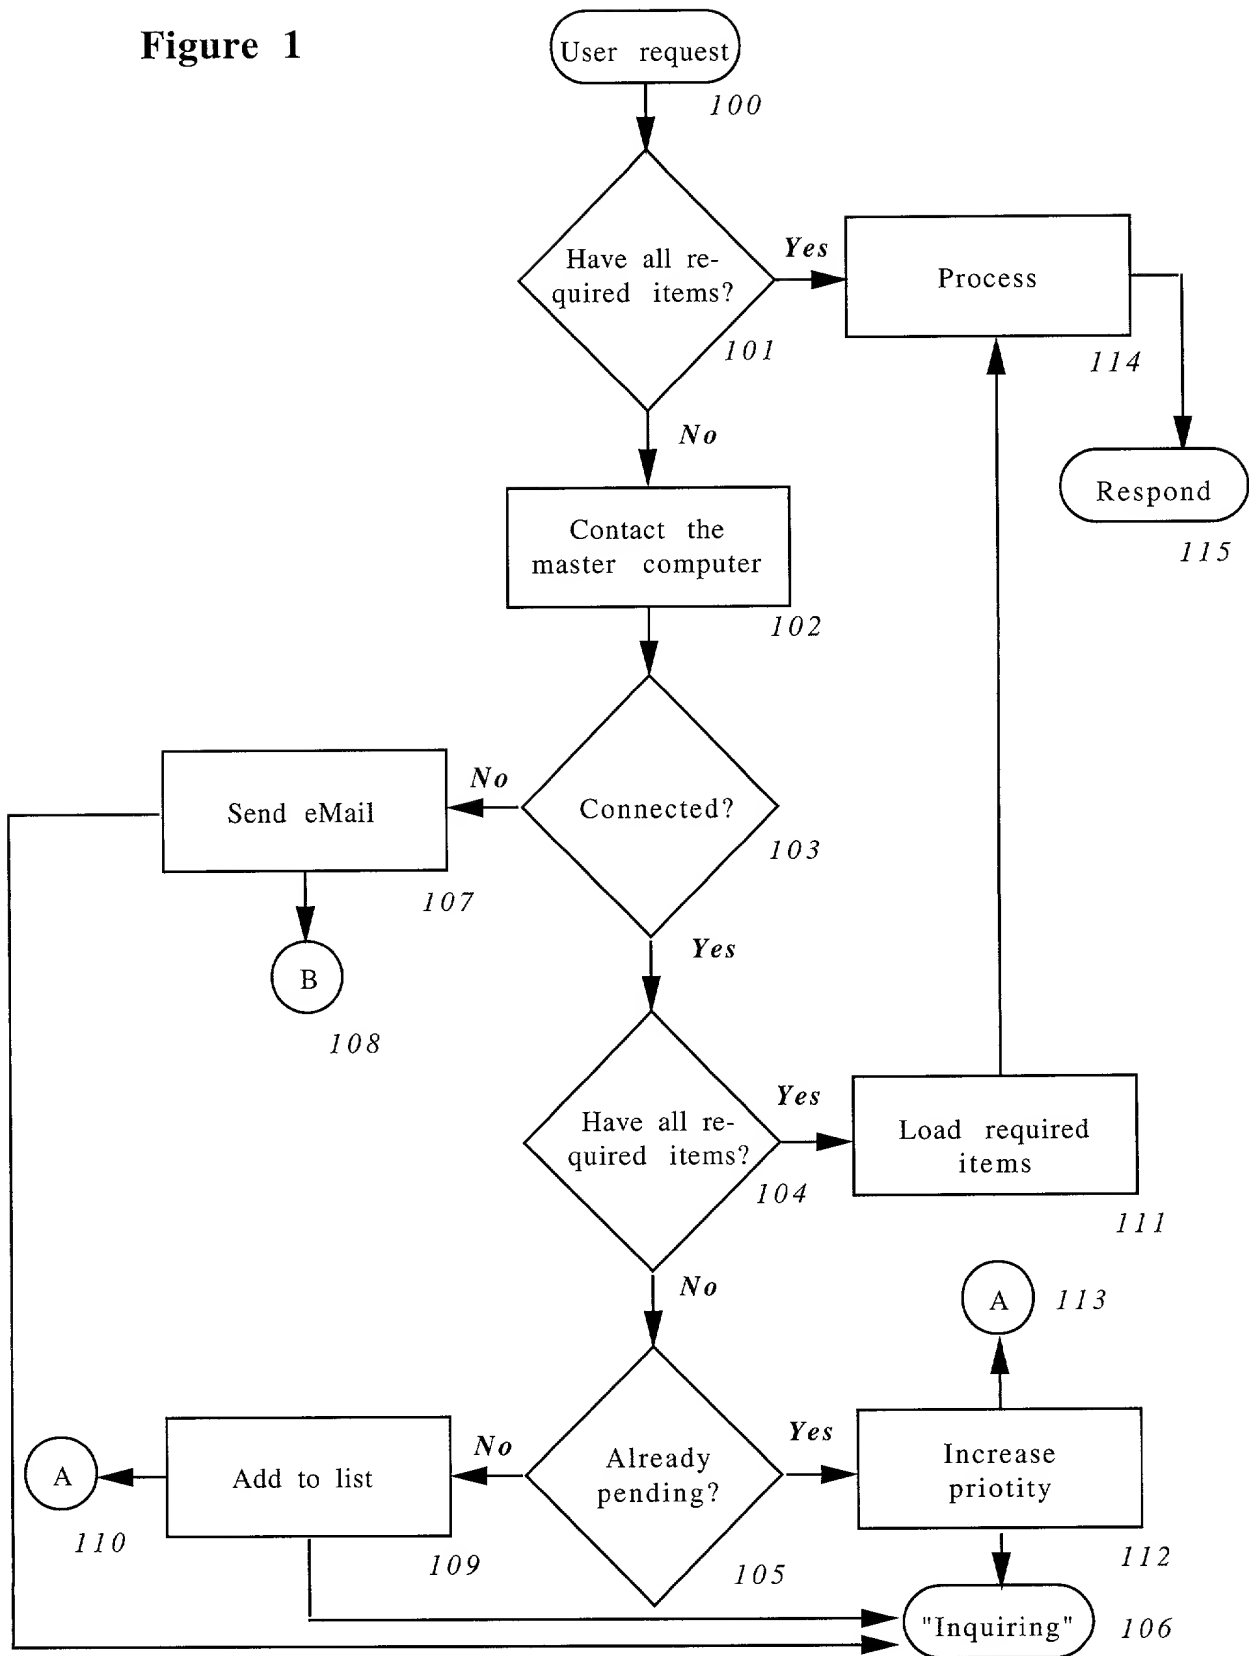 Figure 1
User request
100
Have all re-
quired items?
101
Yes
Process
114
Respond
115
No
Contact the
master computer
102
Connected?
103
No
Send eMail
107
B
108
Yes
Have all re-
quired items?
104
Yes
Load required
items
111
No
A
113
Already
pending?
105
No
Add to list
109
A
110
Yes
Increase
priotity
112
"Inquiring"
106